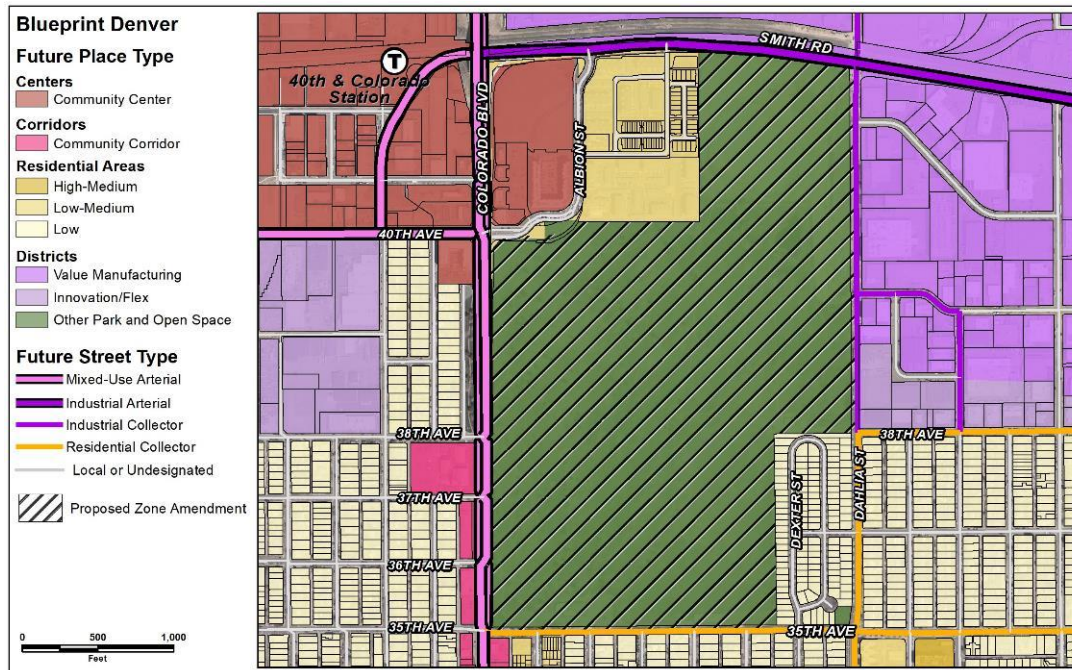 Blueprint Denver
Future Place Type
Centers
Community Center
Corridors
Community Corridor
Residential Areas
High-Medium
Low-Medium
Low
Districts
Value Manufacturing
Innovation/Flex
Other Park and Open Space
Future Street Type
Mixed-Use Arterial
Industrial Arterial
Industrial Collector
Residential Collector
Local or Undesignated
Proposed Zone Amendment
0 500 1,000
Feet
SMITH RD
T
40th & Colorado
Station
COLORADO BLVD
ALBION ST
40TH AVE
38TH AVE
38TH AVE
37TH AVE
DEXTER ST
DAHLIA ST
36TH AVE
35TH AVE
35TH AVE